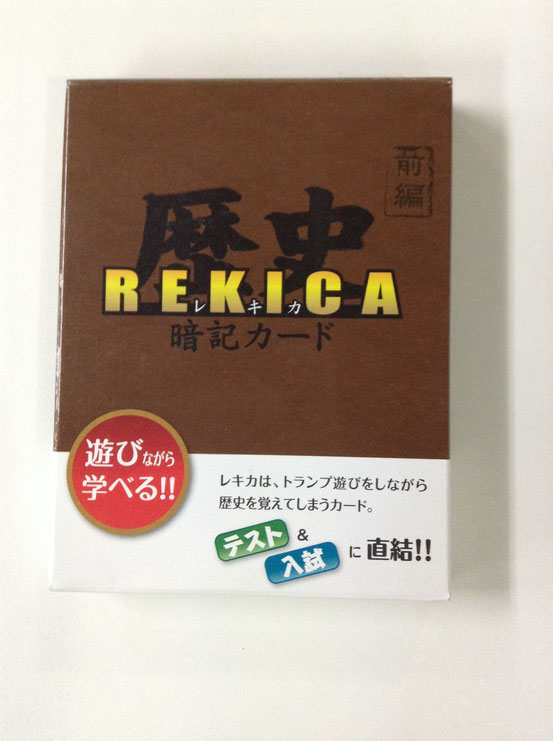 前編
歴史
REKICA
レキカ
暗記カード
遊びながら
学べる!!
レキカは、トランプ遊びをしながら
歴史を覚えてしまうカード。
テスト & 入試 に 直結!!